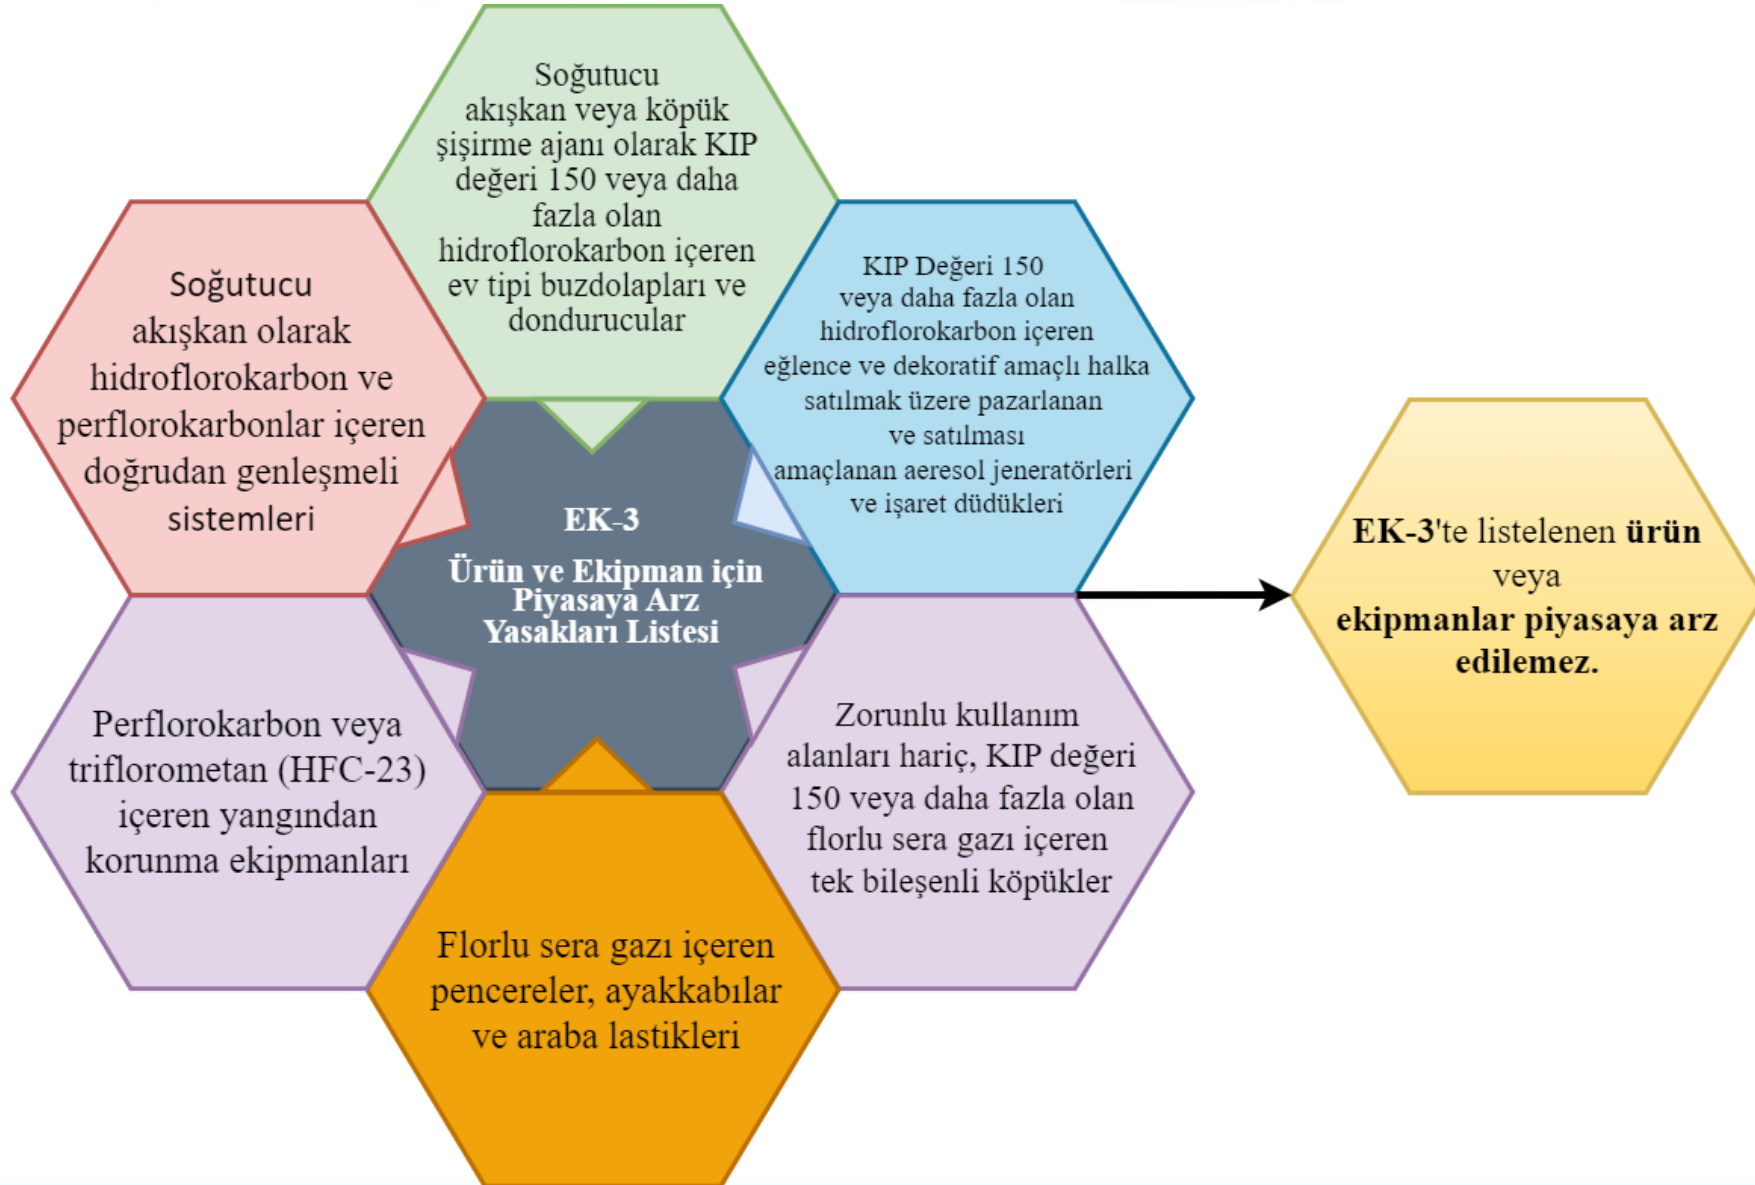 Soğutucu
akışkan veya köpük
şişirme ajanı olarak KIP
değeri 150 veya daha
fazla olan
hidroflorokarbon içeren
ev tipi buzdolapları ve
dondurucular
Soğutucu
akışkan olarak
hidroflorokarbon ve
perflorokarbonlar içeren
doğrudan genleşmeli
sistemleri
KIP Değeri 150
veya daha fazla olan
hidroflorokarbon içeren
eğlence ve dekoratif amaçlı halka
satılmak üzere pazarlanan
ve satılması
amaçlanan aeresol jeneratörleri
ve işaret düdükleri
EK-3
Ürün ve Ekipman için
Piyasaya Arz
Yasakları Listesi
EK-3'te listelenen ürün
veya
ekipmanlar piyasaya arz
edilemez.
Perflorokarbon veya
triflorometan (HFC-23)
içeren yangından
korunma ekipmanları
Zorunlu kullanım
alanları hariç, KIP değeri
150 veya daha fazla olan
florlu sera gazı içeren
tek bileşenli köpükler
Florlu sera gazı içeren
pencereler, ayakkabılar
ve araba lastikleri